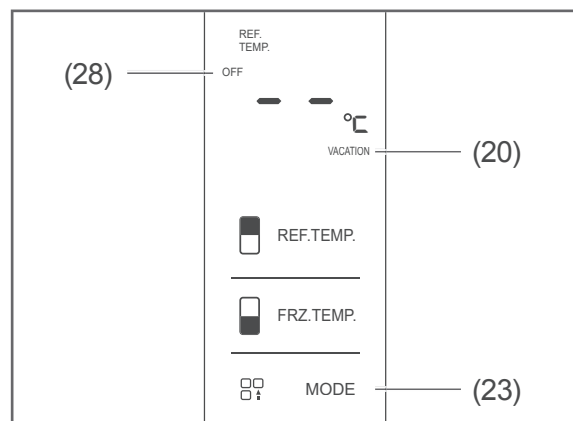 REF.
TEMP.
(28) OFF
- -
°C
VACATION (20)
REF.TEMP.
FRZ.TEMP.
MODE (23)